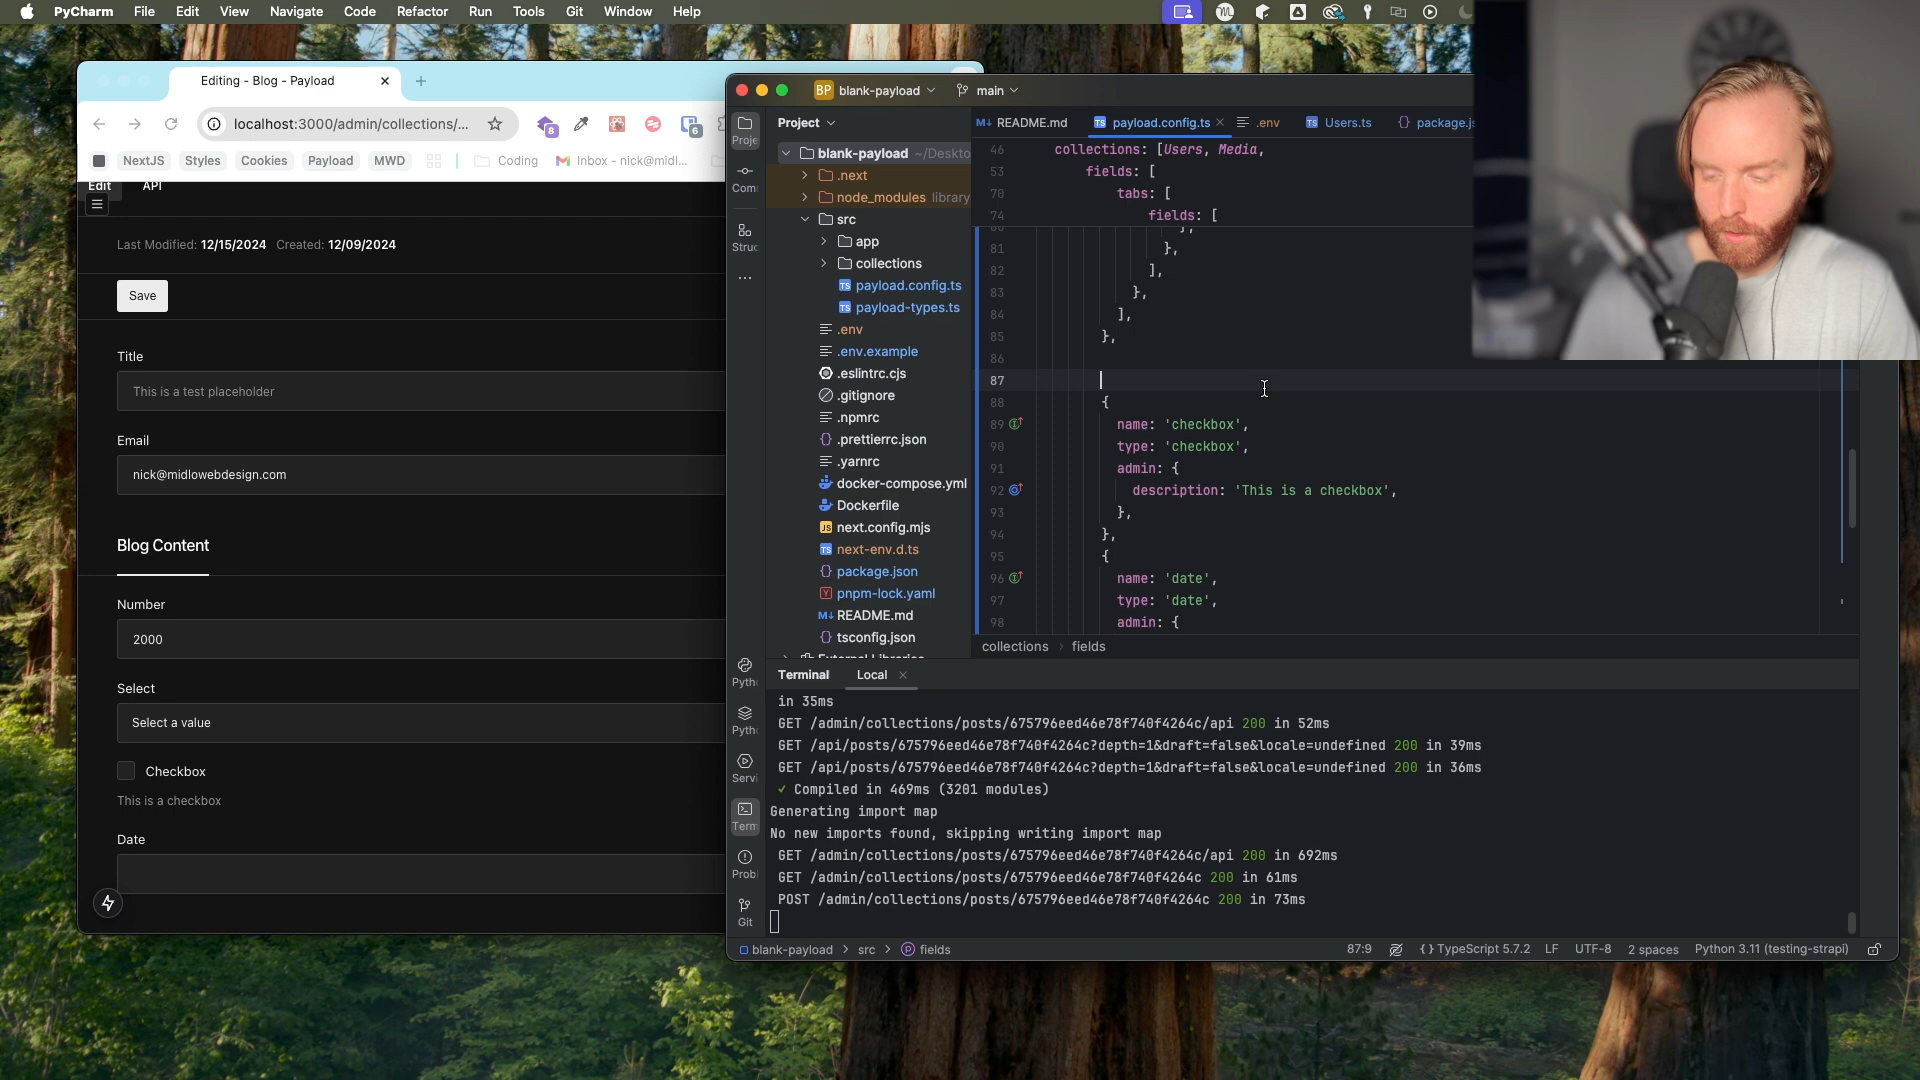 PyCharm File Edit View Navigate Code Refactor Run Tools Git Window Help
Editing - Blog - Payload
localhost:3000/admin/collections/...
8
6
NextJS Styles Cookies Payload MWD Coding Inbox - nick@midl...
Edit API
Last Modified: 12/15/2024 Created: 12/09/2024
Save
Title
This is a test placeholder
Email
nick@midlowebdesign.com
Blog Content
Number
2000
Select
Select a value
Checkbox
This is a checkbox
Date
BP blank-payload main
Proje
Comm
Struc
Pyth
Pyth
Servi
Term
Probl
Git
Project
blank-payload ~/Deskto
.next
node_modules library
src
app
collections
payload.config.ts
payload-types.ts
.env
.env.example
.eslintrc.cjs
.gitignore
.npmrc
.prettierrc.json
.yarnrc
docker-compose.yml
Dockerfile
next.config.mjs
next-env.d.ts
package.json
pnpm-lock.yaml
README.md
tsconfig.json
README.md payload.config.ts .env Users.ts package.js
46 collections: [Users, Media,
53 fields: [
70 tabs: [
74 fields: [
81 },
82 ],
83 },
84 ],
85 },
86
87
88 {
89 name: 'checkbox',
90 type: 'checkbox',
91 admin: {
92 description: 'This is a checkbox',
93 },
94 },
95 {
96 name: 'date',
97 type: 'date',
98 admin: {
collections › fields
Terminal Local
in 35ms
GET /admin/collections/posts/675796eed46e78f740f4264c/api 200 in 52ms
GET /api/posts/675796eed46e78f740f4264c?depth=1&draft=false&locale=undefined 200 in 39ms
GET /api/posts/675796eed46e78f740f4264c?depth=1&draft=false&locale=undefined 200 in 36ms
✓ Compiled in 469ms (3201 modules)
Generating import map
No new imports found, skipping writing import map
GET /admin/collections/posts/675796eed46e78f740f4264c/api 200 in 692ms
GET /admin/collections/posts/675796eed46e78f740f4264c 200 in 61ms
POST /admin/collections/posts/675796eed46e78f740f4264c 200 in 73ms
blank-payload › src › fields 87:9 {} TypeScript 5.7.2 LF UTF-8 2 spaces Python 3.11 (testing-strapi)